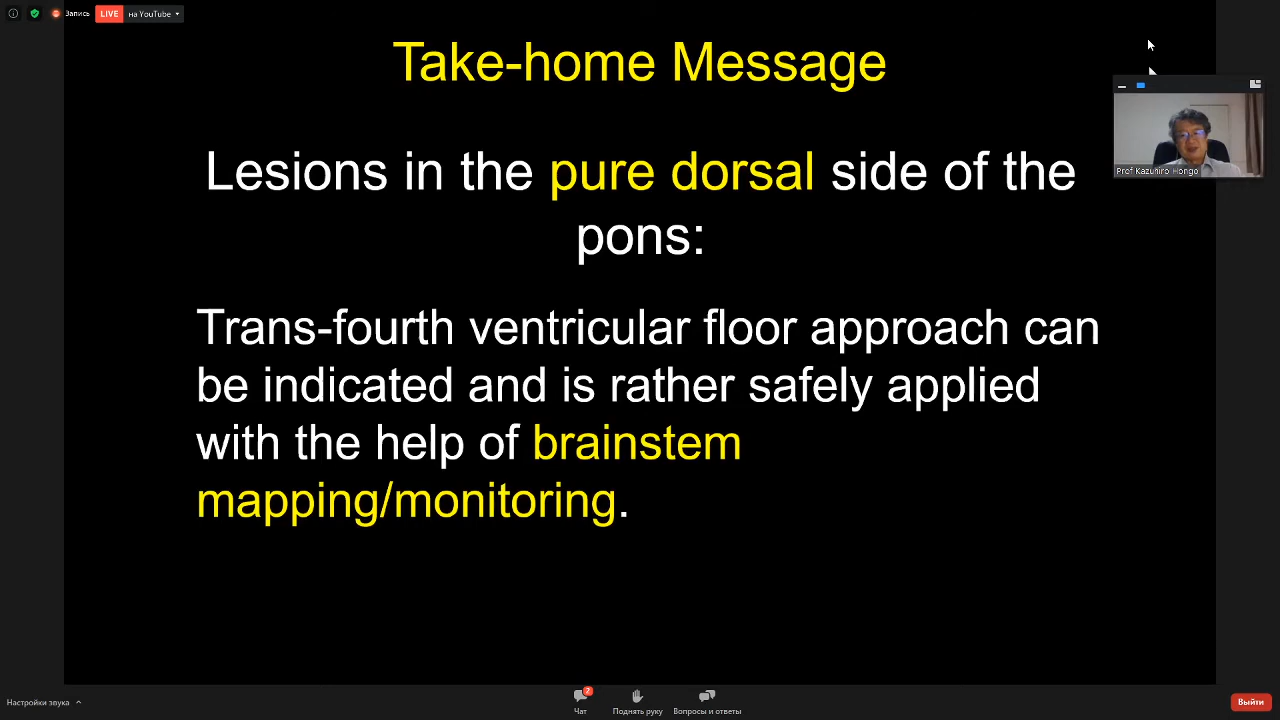 Запись
LIVE
на YouTube
Take-home Message
Prof Kazuhiro Hongo
Lesions in the pure dorsal side of the
pons:
Trans-fourth ventricular floor approach can
be indicated and is rather safely applied
with the help of brainstem
mapping/monitoring.
Настройки звука
2
Чат
Поднять руку
Вопросы и ответы
Выйти